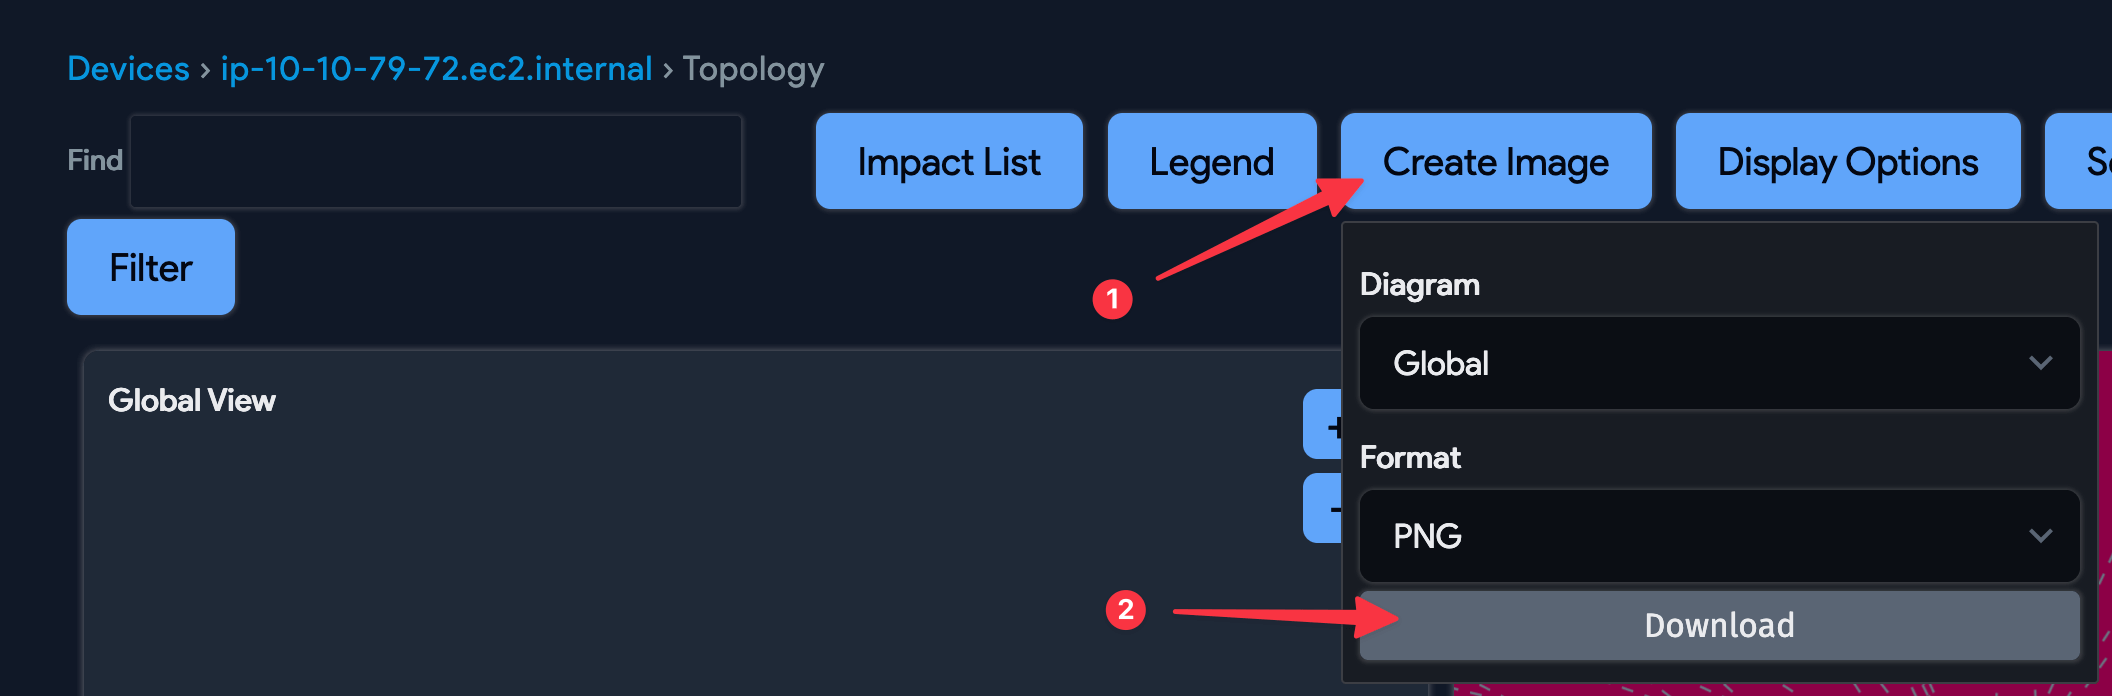 Devices › ip-10-10-79-72.ec2.internal › Topology
Find
Impact List
Legend
Create Image
Display Options
Filter
1
Diagram
Global
Global View
+
Format
-
PNG
2
Download